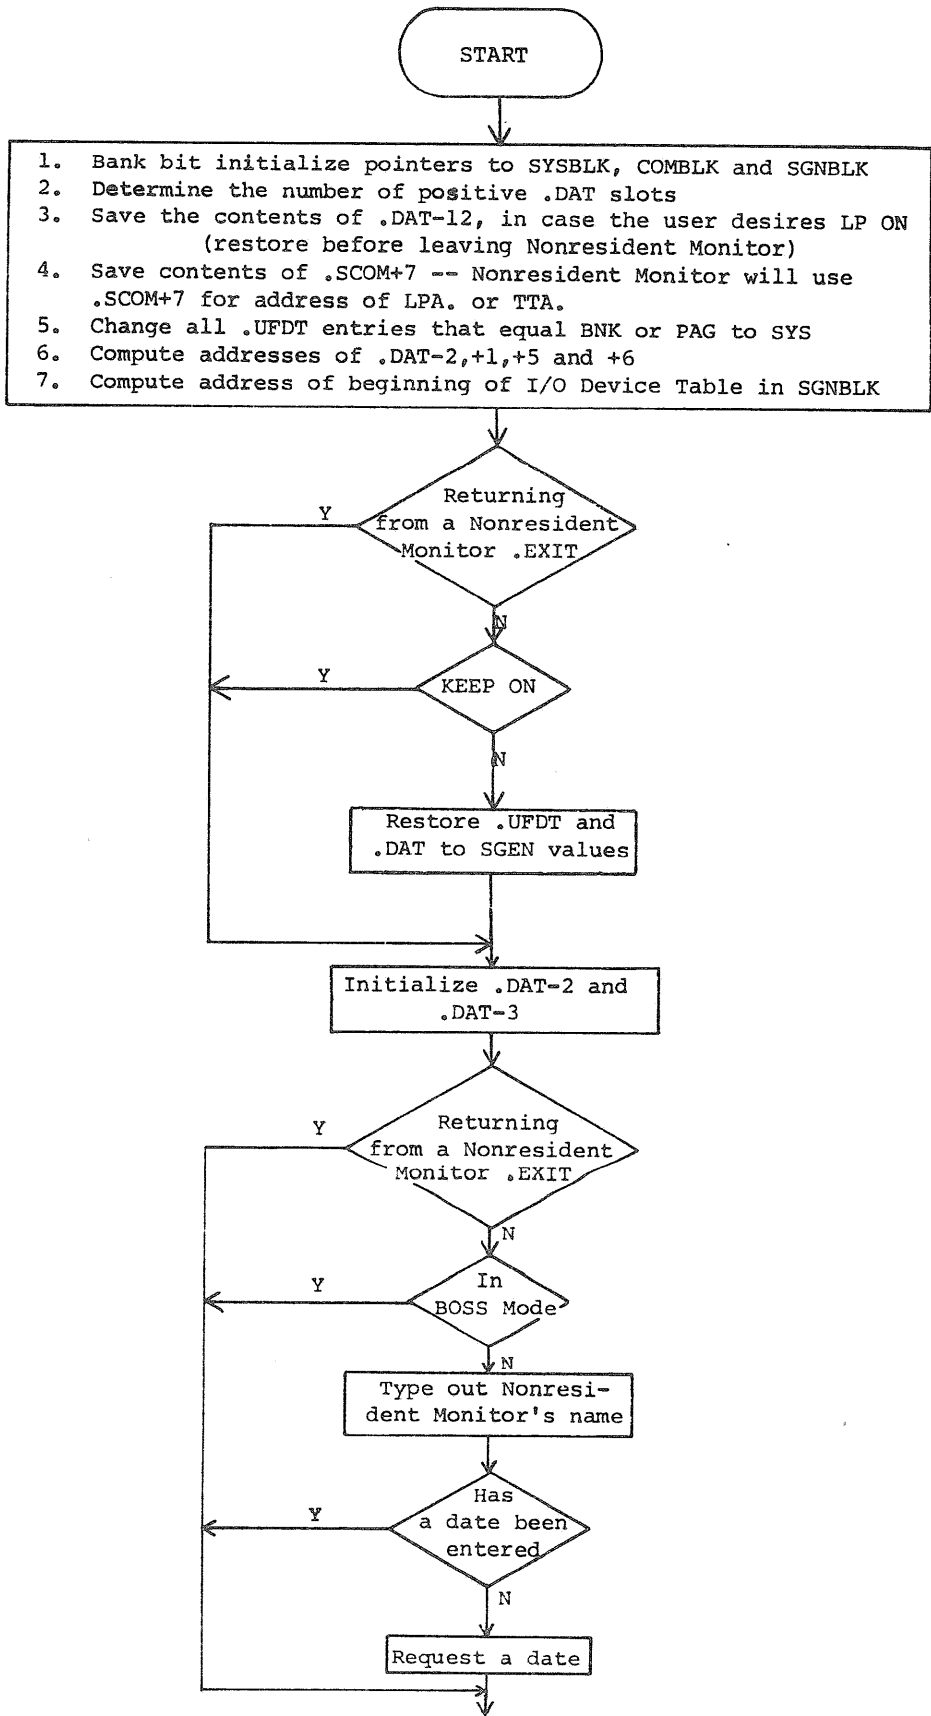 START
1. Bank bit initialize pointers to SYSBLK, COMBLK and SGNBLK
2. Determine the number of positive .DAT slots
3. Save the contents of .DAT-12, in case the user desires LP ON
(restore before leaving Nonresident Monitor)
4. Save contents of .SCOM+7 -- Nonresident Monitor will use
.SCOM+7 for address of LPA. or TTA.
5. Change all .UFDT entries that equal BNK or PAG to SYS
6. Compute addresses of .DAT-2,+1,+5 and +6
7. Compute address of beginning of I/O Device Table in SGNBLK
Returning
from a Nonresident
Monitor .EXIT
Y
N
KEEP ON
Y
N
Restore .UFDT and
.DAT to SGEN values
Initialize .DAT-2 and
.DAT-3
Returning
from a Nonresident
Monitor .EXIT
Y
N
In
BOSS Mode
Y
N
Type out Nonresi-
dent Monitor's name
Has
a date been
entered
Y
N
Request a date